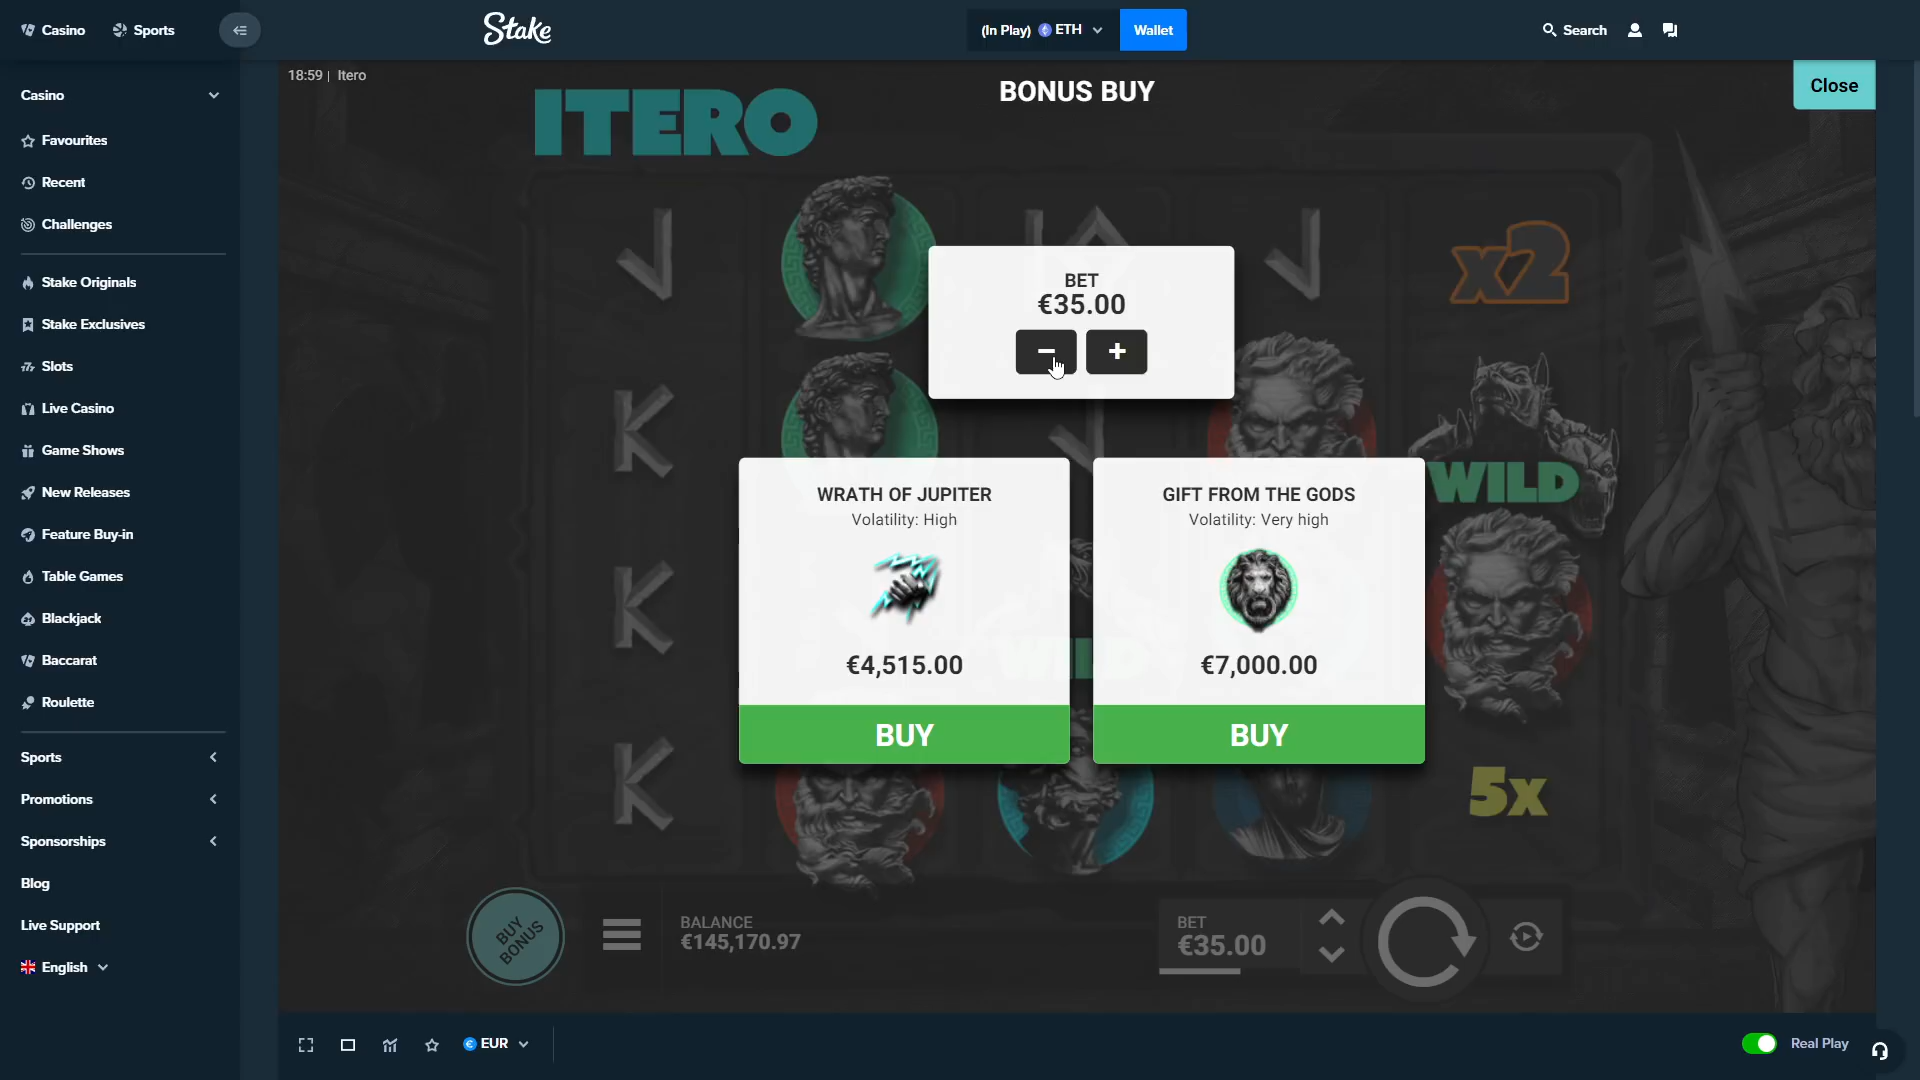 Casino
Sports
Stake
(In Play) ETH
Wallet
Search
18:59 | Itero
BONUS BUY
Close
ITERO
Casino
Favourites
Recent
Challenges
Stake Originals
Stake Exclusives
Slots
Live Casino
Game Shows
New Releases
Feature Buy-in
Table Games
Blackjack
Baccarat
Roulette
Sports
Promotions
Sponsorships
Blog
Live Support
English
J
J
x2
BET
€35.00
− +
K
WILD
WRATH OF JUPITER
Volatility: High
€4,515.00
BUY
GIFT FROM THE GODS
Volatility: Very high
€7,000.00
BUY
K
WILD
K
5x
BUY
BONUS
BALANCE
€145,170.97
BET
€35.00
EUR
Real Play